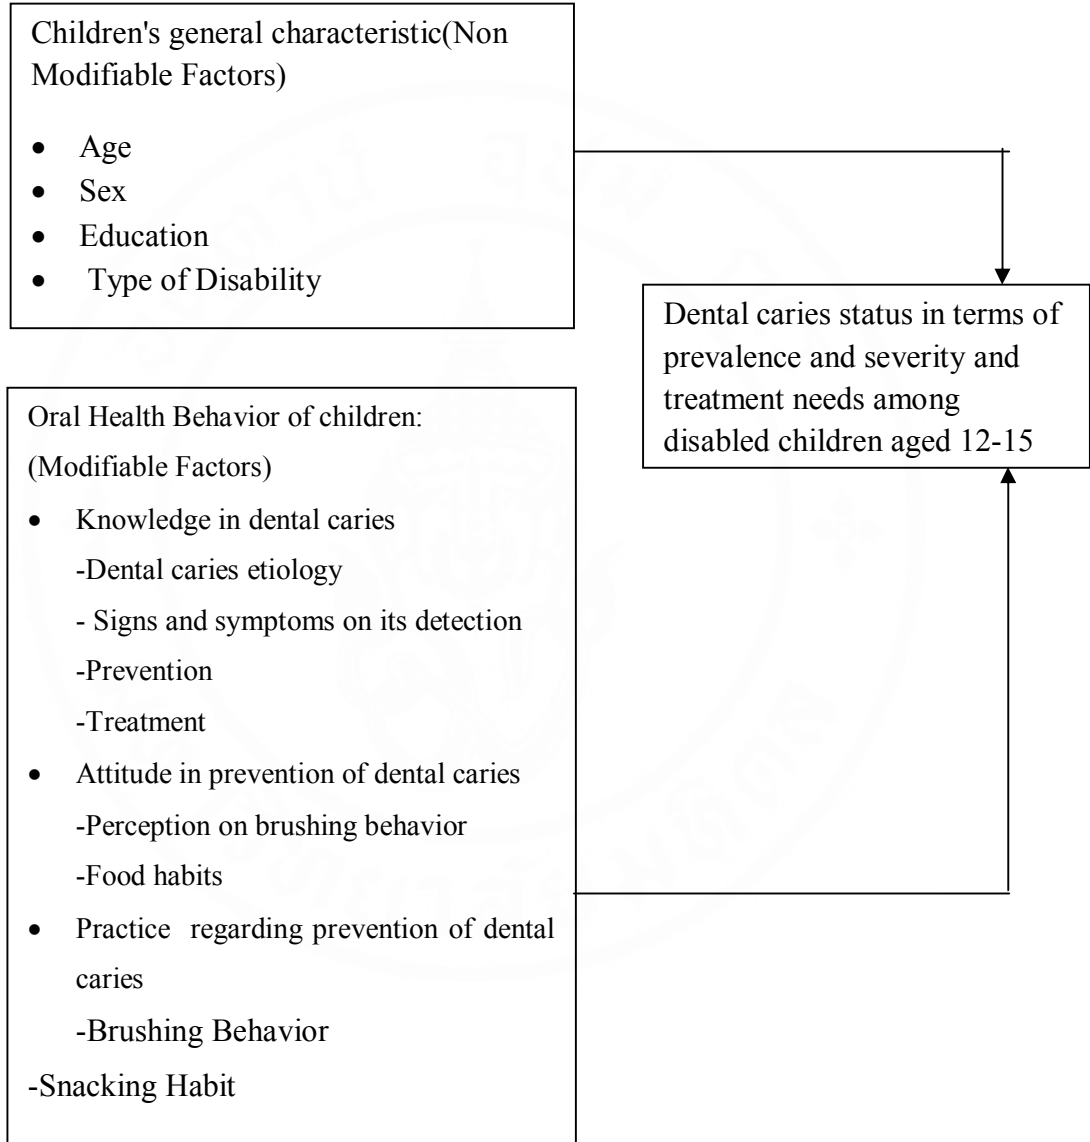 Children's general characteristic(Non
Modifiable Factors)
• Age
• Sex
• Education
• Type of Disability
Dental caries status in terms of
prevalence and severity and
treatment needs among
disabled children aged 12-15
Oral Health Behavior of children:
(Modifiable Factors)
• Knowledge in dental caries
-Dental caries etiology
- Signs and symptoms on its detection
-Prevention
-Treatment
• Attitude in prevention of dental caries
-Perception on brushing behavior
-Food habits
• Practice regarding prevention of dental
caries
-Brushing Behavior
-Snacking Habit